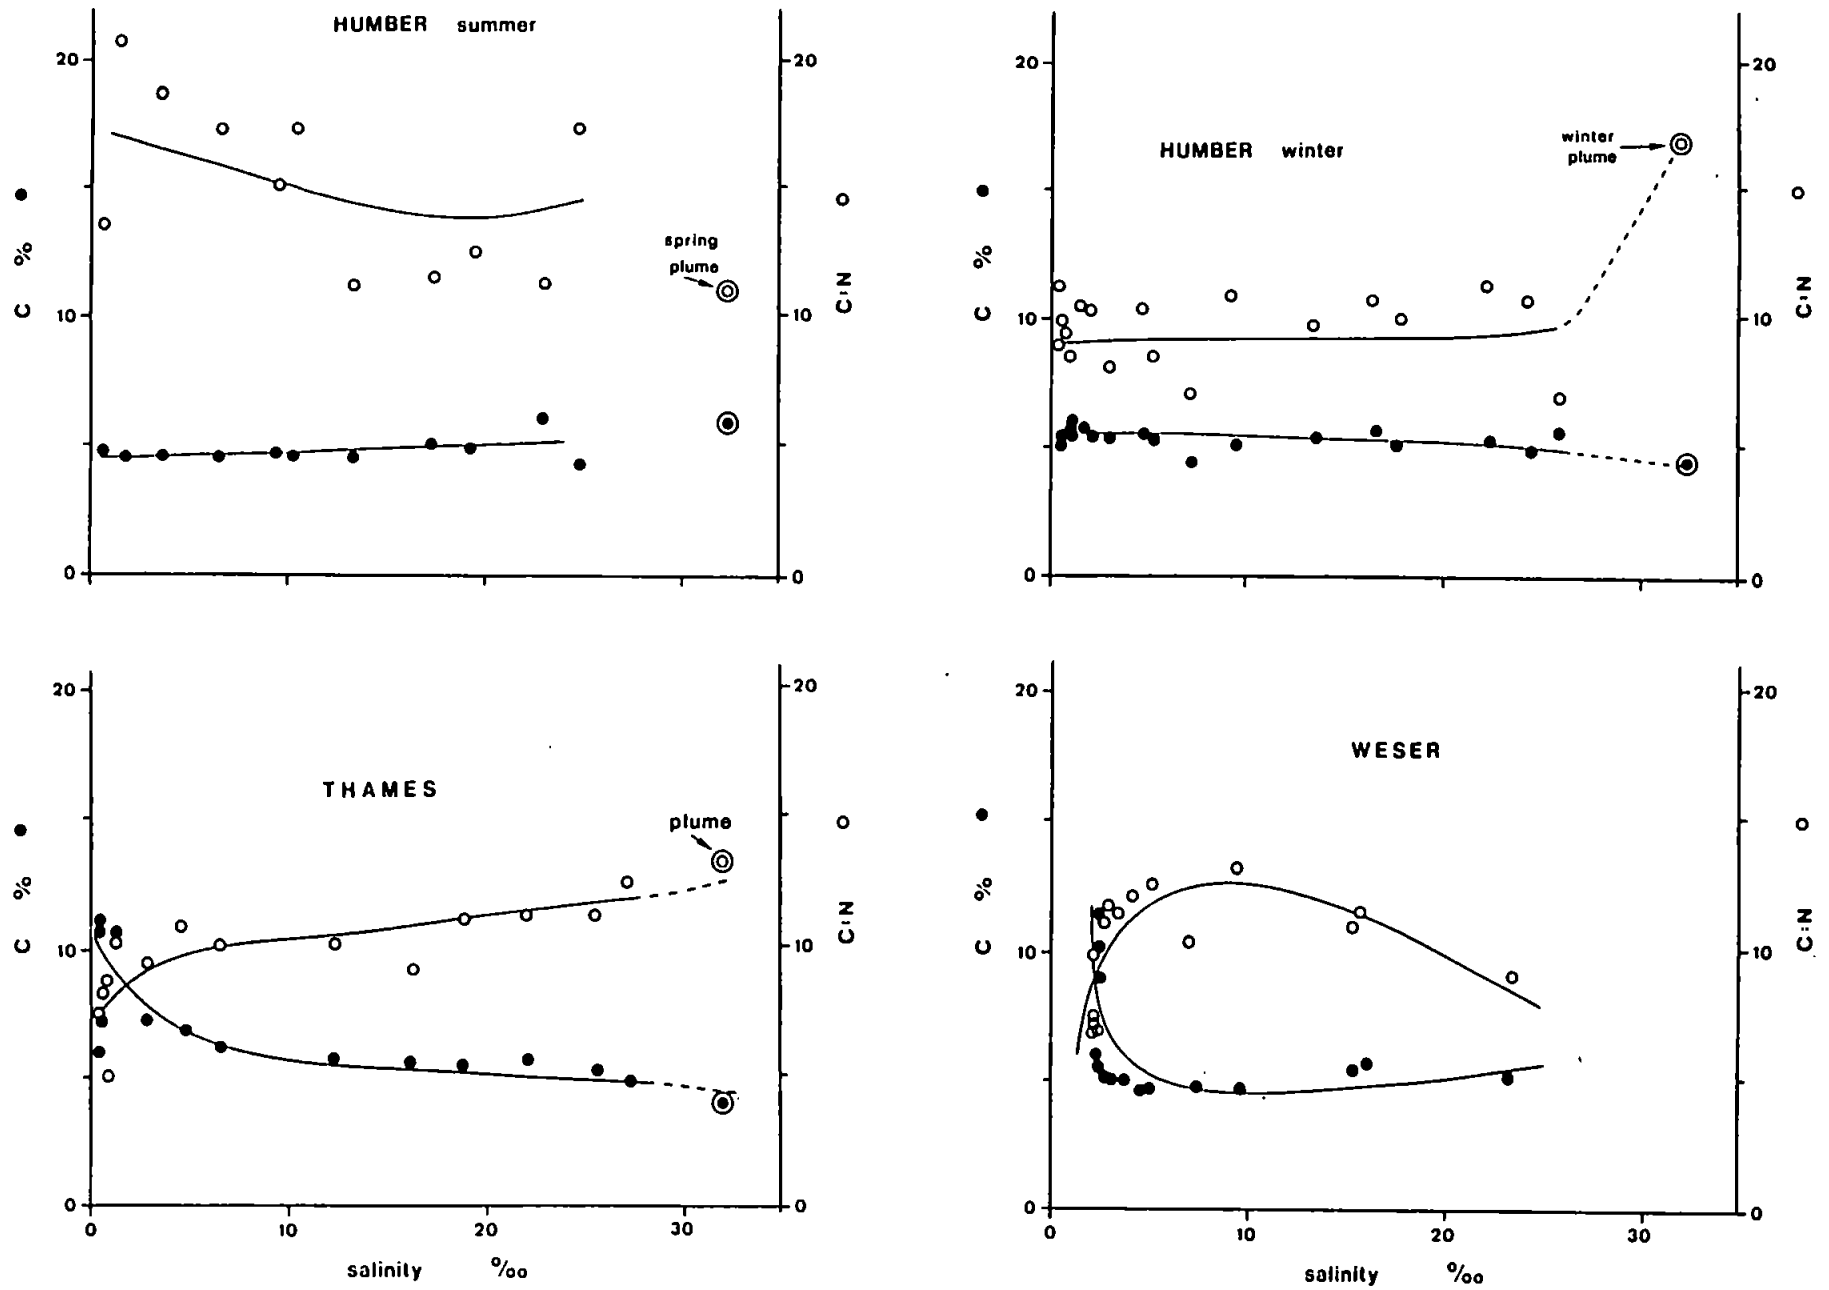 HUMBER summer
20
20
C % ●
C:N ○
10
10
spring
plume
0
0
HUMBER winter
20
20
C % ●
C:N ○
winter
plume
10
10
0
0
THAMES
20
20
C % ●
C:N ○
plume
10
10
0
0
0 10 20 30
salinity ‰
WESER
20
20
C % ●
C:N ○
10
10
0
0
0 10 20 30
salinity ‰